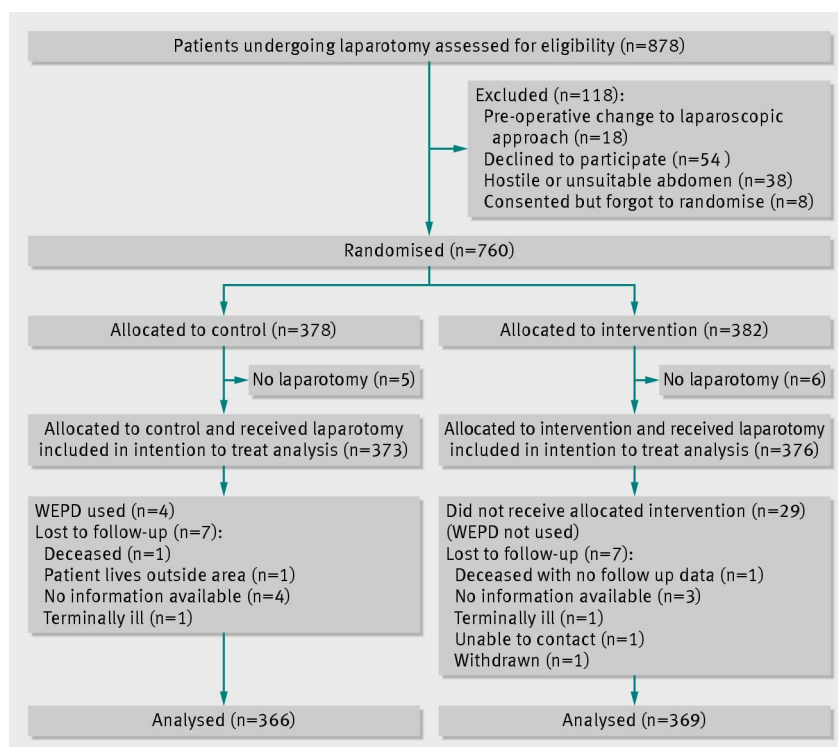 Patients undergoing laparotomy assessed for eligibility (n=878)
Excluded (n=118):
Pre-operative change to laparoscopic
approach (n=18)
Declined to participate (n=54 )
Hostile or unsuitable abdomen (n=38)
Consented but forgot to randomise (n=8)
Randomised (n=760)
Allocated to control (n=378)
Allocated to intervention (n=382)
No laparotomy (n=5)
No laparotomy (n=6)
Allocated to control and received laparotomy
included in intention to treat analysis (n=373)
Allocated to intervention and received laparotomy
included in intention to treat analysis (n=376)
WEPD used (n=4)
Lost to follow-up (n=7):
Deceased (n=1)
Patient lives outside area (n=1)
No information available (n=4)
Terminally ill (n=1)
Did not receive allocated intervention (n=29)
(WEPD not used)
Lost to follow-up (n=7):
Deceased with no follow up data (n=1)
No information available (n=3)
Terminally ill (n=1)
Unable to contact (n=1)
Withdrawn (n=1)
Analysed (n=366)
Analysed (n=369)